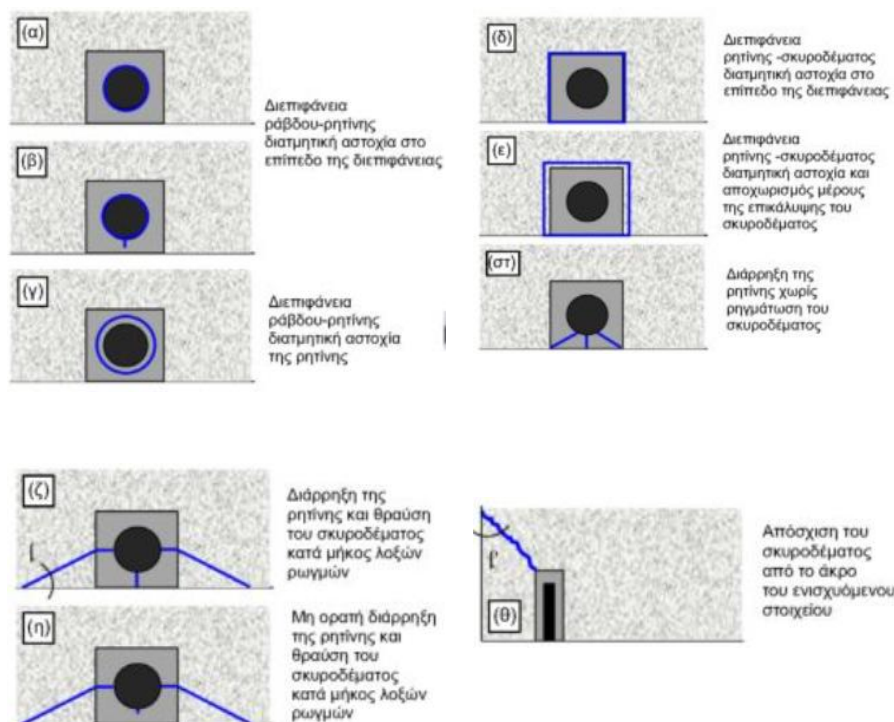 (α)
(β)
Διεπιφάνεια
ράβδου-ρητίνης
διατμητική αστοχία στο
επίπεδο της διεπιφάνειας
(γ)
Διεπιφάνεια
ράβδου-ρητίνης
διατμητική αστοχία
της ρητίνης
(δ)
Διεπιφάνεια
ρητίνης -σκυροδέματος
διατμητική αστοχία στο
επίπεδο της διεπιφάνειας
(ε)
Διεπιφάνεια
ρητίνης -σκυροδέματος
διατμητική αστοχία και
αποχωρισμός μέρους
της επικάλυψης του
σκυροδέματος
(στ)
Διάρρηξη της
ρητίνης χωρίς
ρηγμάτωση του
σκυροδέματος
(ζ)
Διάρρηξη της
ρητίνης και θραύση
του σκυροδέματος
κατά μήκος λοξών
ρωγμών
(η)
Μη ορατή διάρρηξη
της ρητίνης και
θραύση του
σκυροδέματος
κατά μήκος λοξών
ρωγμών
(θ)
Απόσχιση του
σκυροδέματος
από το άκρο
του ενισχυόμενου
στοιχείου